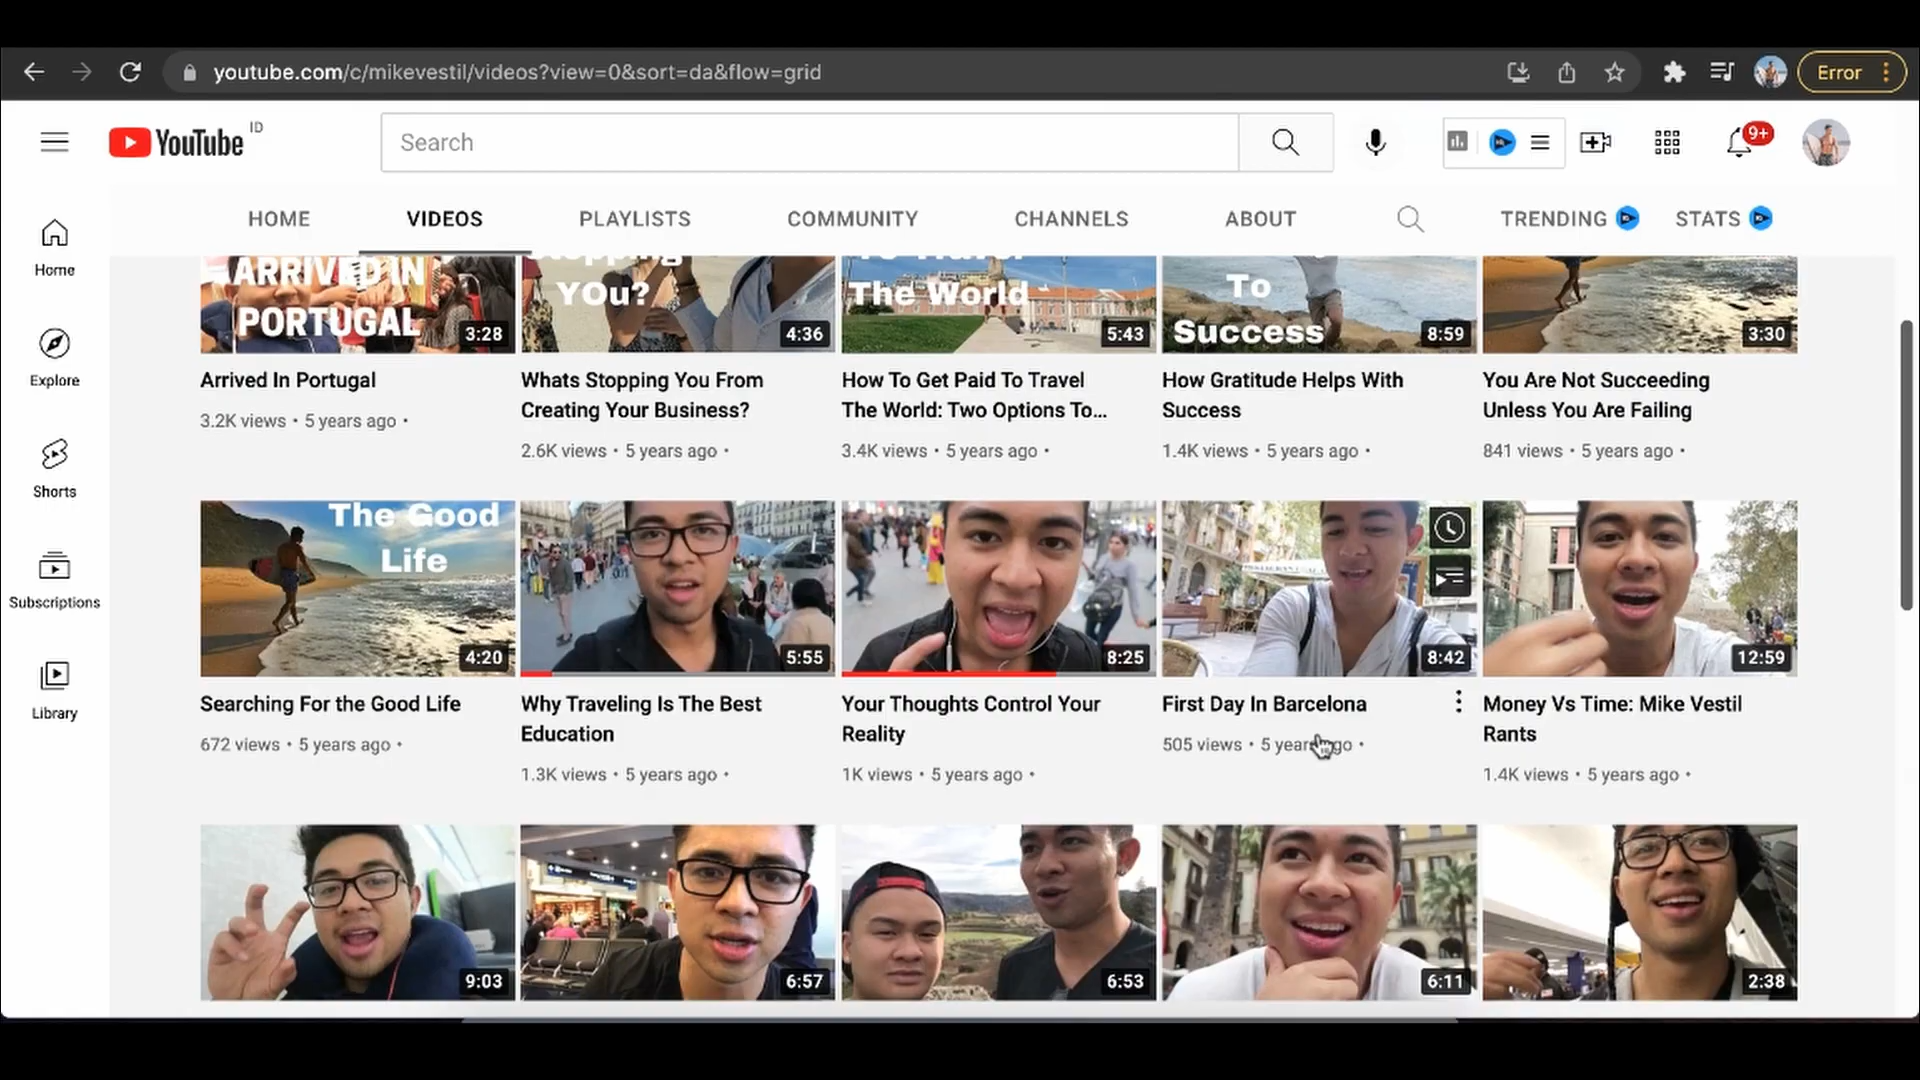 youtube.com/c/mikevestil/videos?view=0&sort=da&flow=grid
Error
YouTube ID
Search
9+
HOME
VIDEOS
PLAYLISTS
COMMUNITY
CHANNELS
ABOUT
TRENDING
STATS
Home
Explore
Shorts
Subscriptions
Library
ARRIVED IN
PORTUGAL
3:28
Stopping
YOu?
4:36
To Travel
The World
5:43
To
Success
8:59
3:30
Arrived In Portugal
3.2K views • 5 years ago •
Whats Stopping You From
Creating Your Business?
2.6K views • 5 years ago •
How To Get Paid To Travel
The World: Two Options To...
3.4K views • 5 years ago •
How Gratitude Helps With
Success
1.4K views • 5 years ago •
You Are Not Succeeding
Unless You Are Failing
841 views • 5 years ago •
The Good
Life
4:20
5:55
8:25
8:42
12:59
Searching For the Good Life
672 views • 5 years ago •
Why Traveling Is The Best
Education
1.3K views • 5 years ago •
Your Thoughts Control Your
Reality
1K views • 5 years ago •
First Day In Barcelona
505 views • 5 years ago •
Money Vs Time: Mike Vestil
Rants
1.4K views • 5 years ago •
9:03
6:57
6:53
6:11
2:38